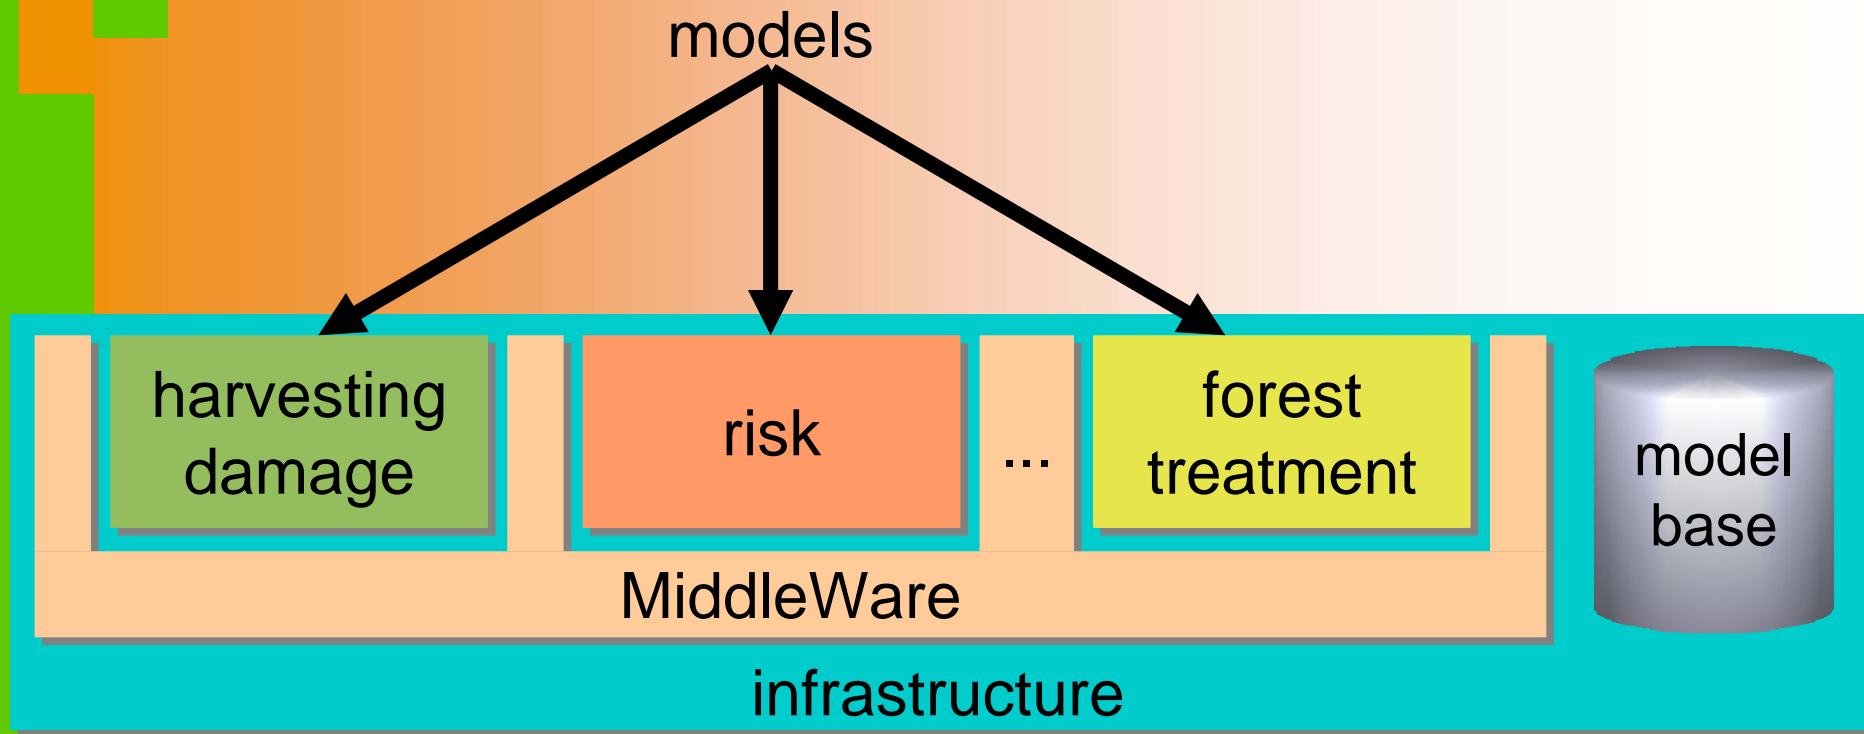 models
harvesting
damage
risk
...
forest
treatment
model
base
MiddleWare
infrastructure